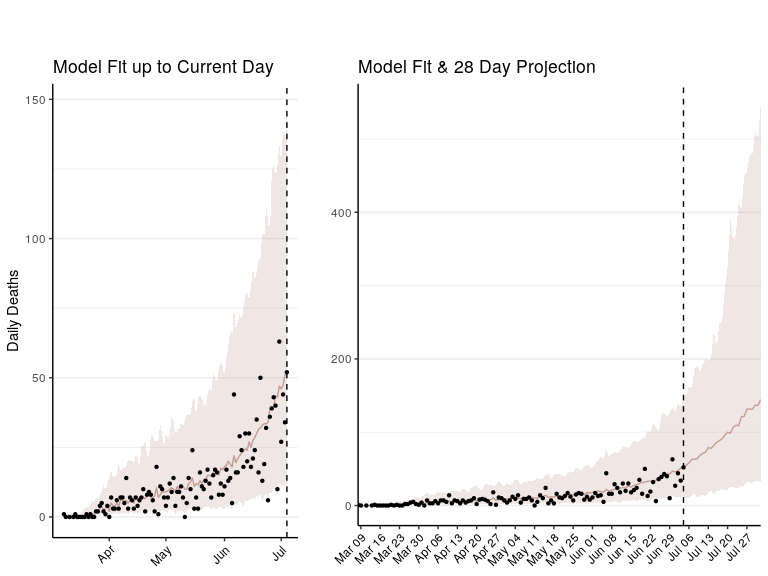 Model Fit up to Current Day
Model Fit & 28 Day Projection
Daily Deaths
150
100
50
0
Apr
May
Jun
Jul
400
200
0
Mar 09
Mar 16
Mar 23
Mar 30
Apr 06
Apr 13
Apr 20
Apr 27
May 04
May 11
May 18
May 25
Jun 01
Jun 08
Jun 15
Jun 22
Jun 29
Jul 06
Jul 13
Jul 20
Jul 27